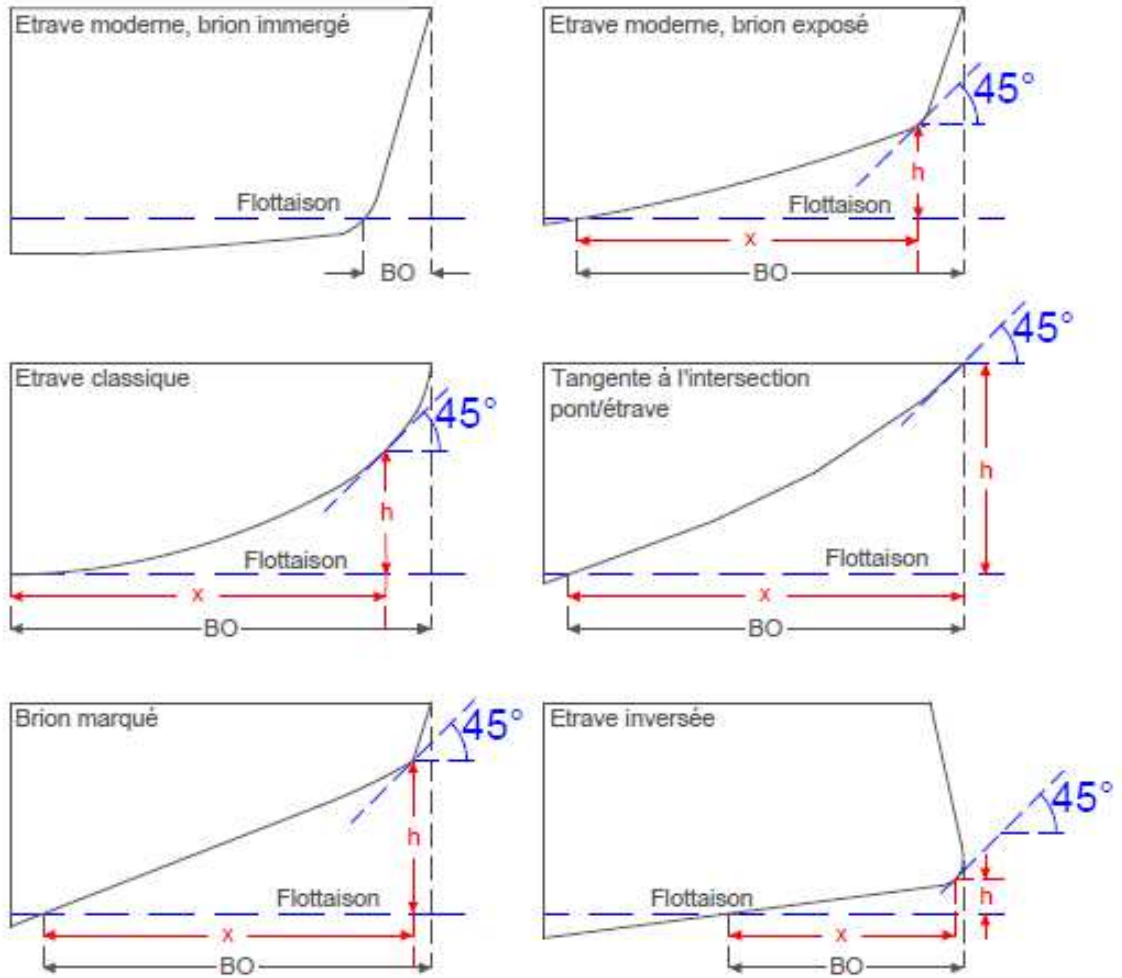 Etrave moderne, brion immergé
Flottaison
BO
Etrave moderne, brion exposé
45°
h
Flottaison
x
BO
Etrave classique
45°
h
Flottaison
x
BO
45°
Tangente à l'intersection
pont/étrave
h
Flottaison
x
BO
Brion marqué
45°
h
Flottaison
x
BO
Etrave inversée
45°
Flottaison
h
x
BO